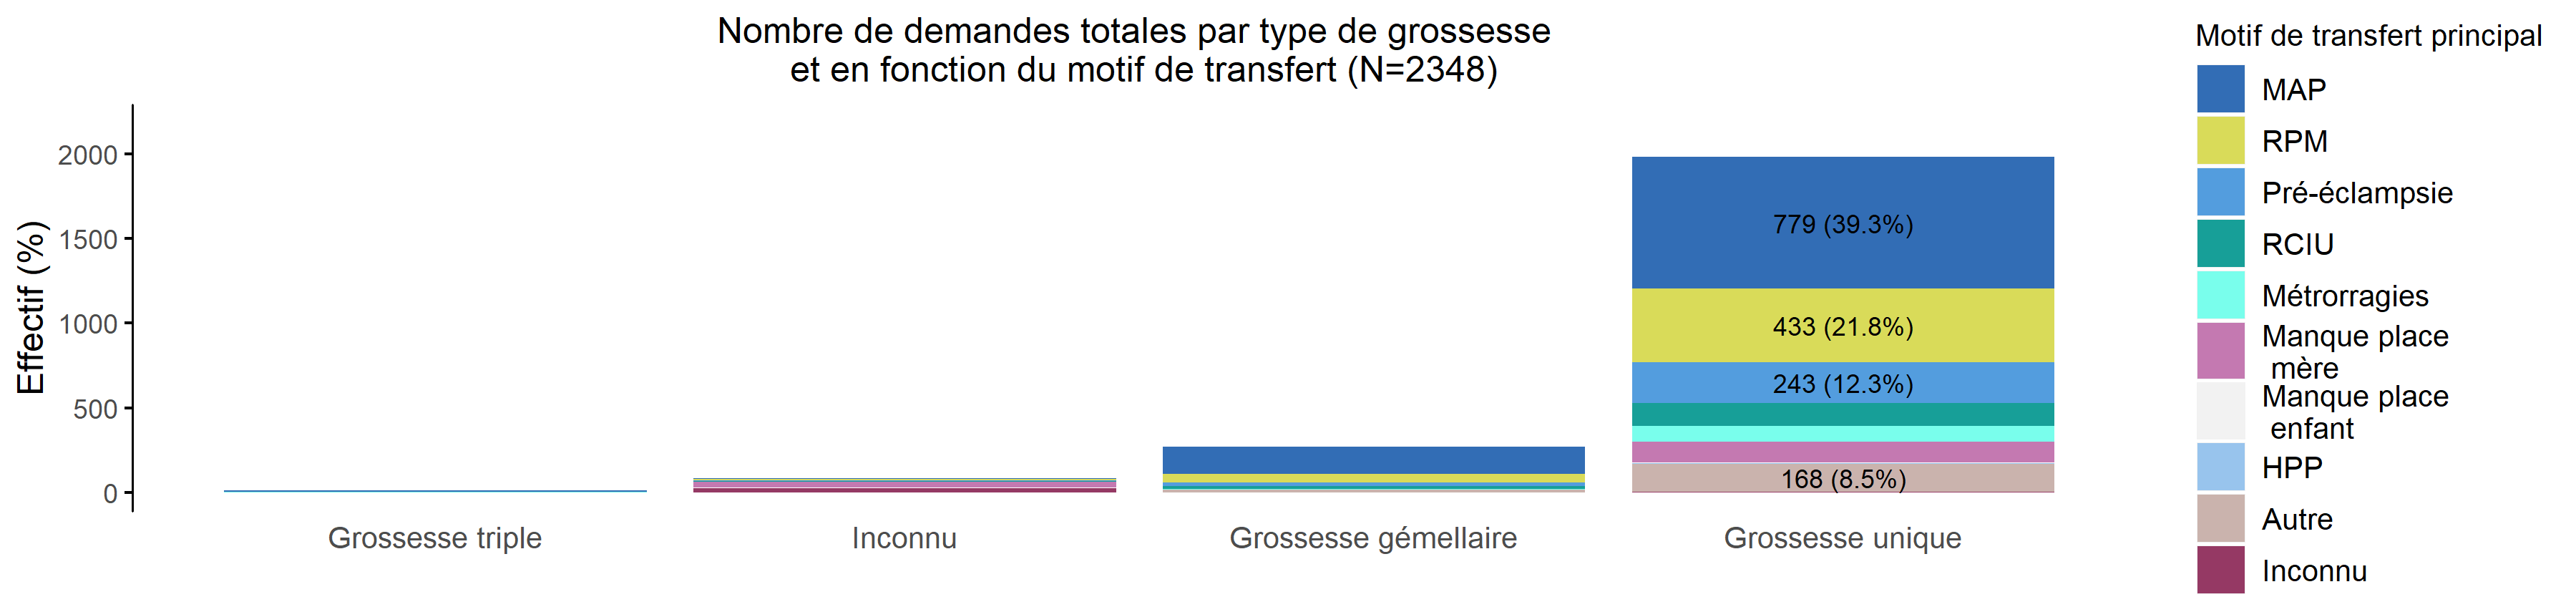 Nombre de demandes totales par type de grossesse
et en fonction du motif de transfert (N=2348)
Effectif (%)
2000
1500
1000
500
0
779 (39.3%)
433 (21.8%)
243 (12.3%)
168 (8.5%)
Grossesse triple
Inconnu
Grossesse gémellaire
Grossesse unique
Motif de transfert principal
MAP
RPM
Pré-éclampsie
RCIU
Métrorragies
Manque place
mère
Manque place
enfant
HPP
Autre
Inconnu